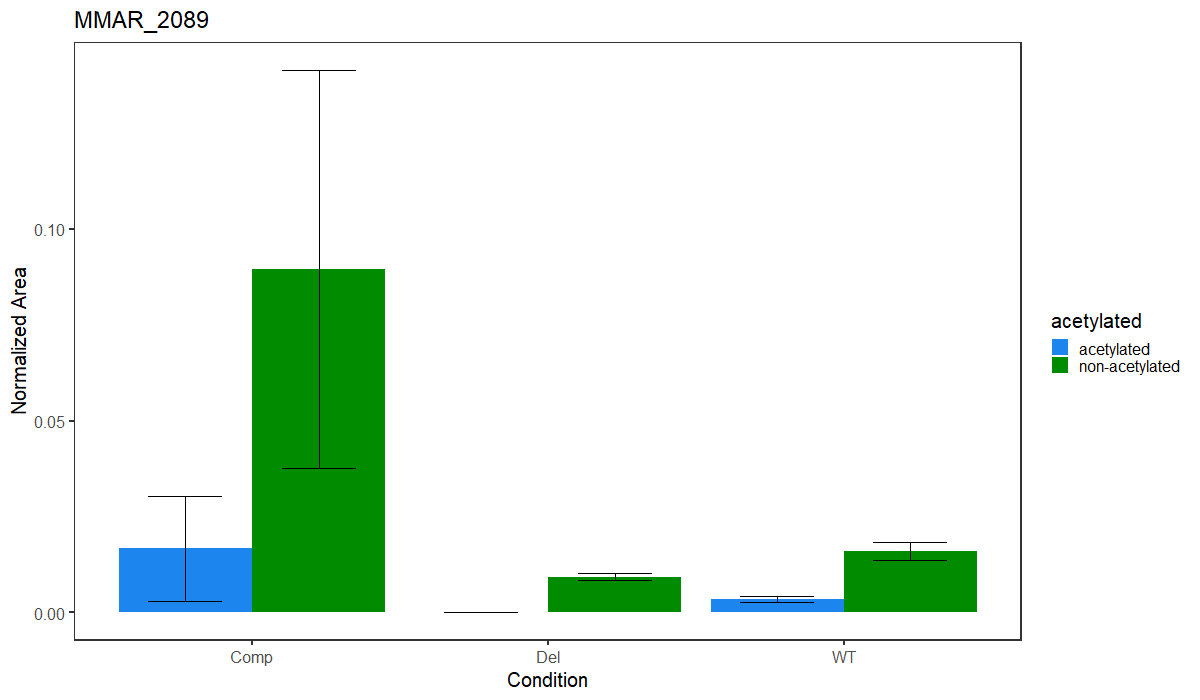 MMAR_2089
Normalized Area
0.10
0.05
0.00
Comp
Del
WT
Condition
acetylated
acetylated
non-acetylated